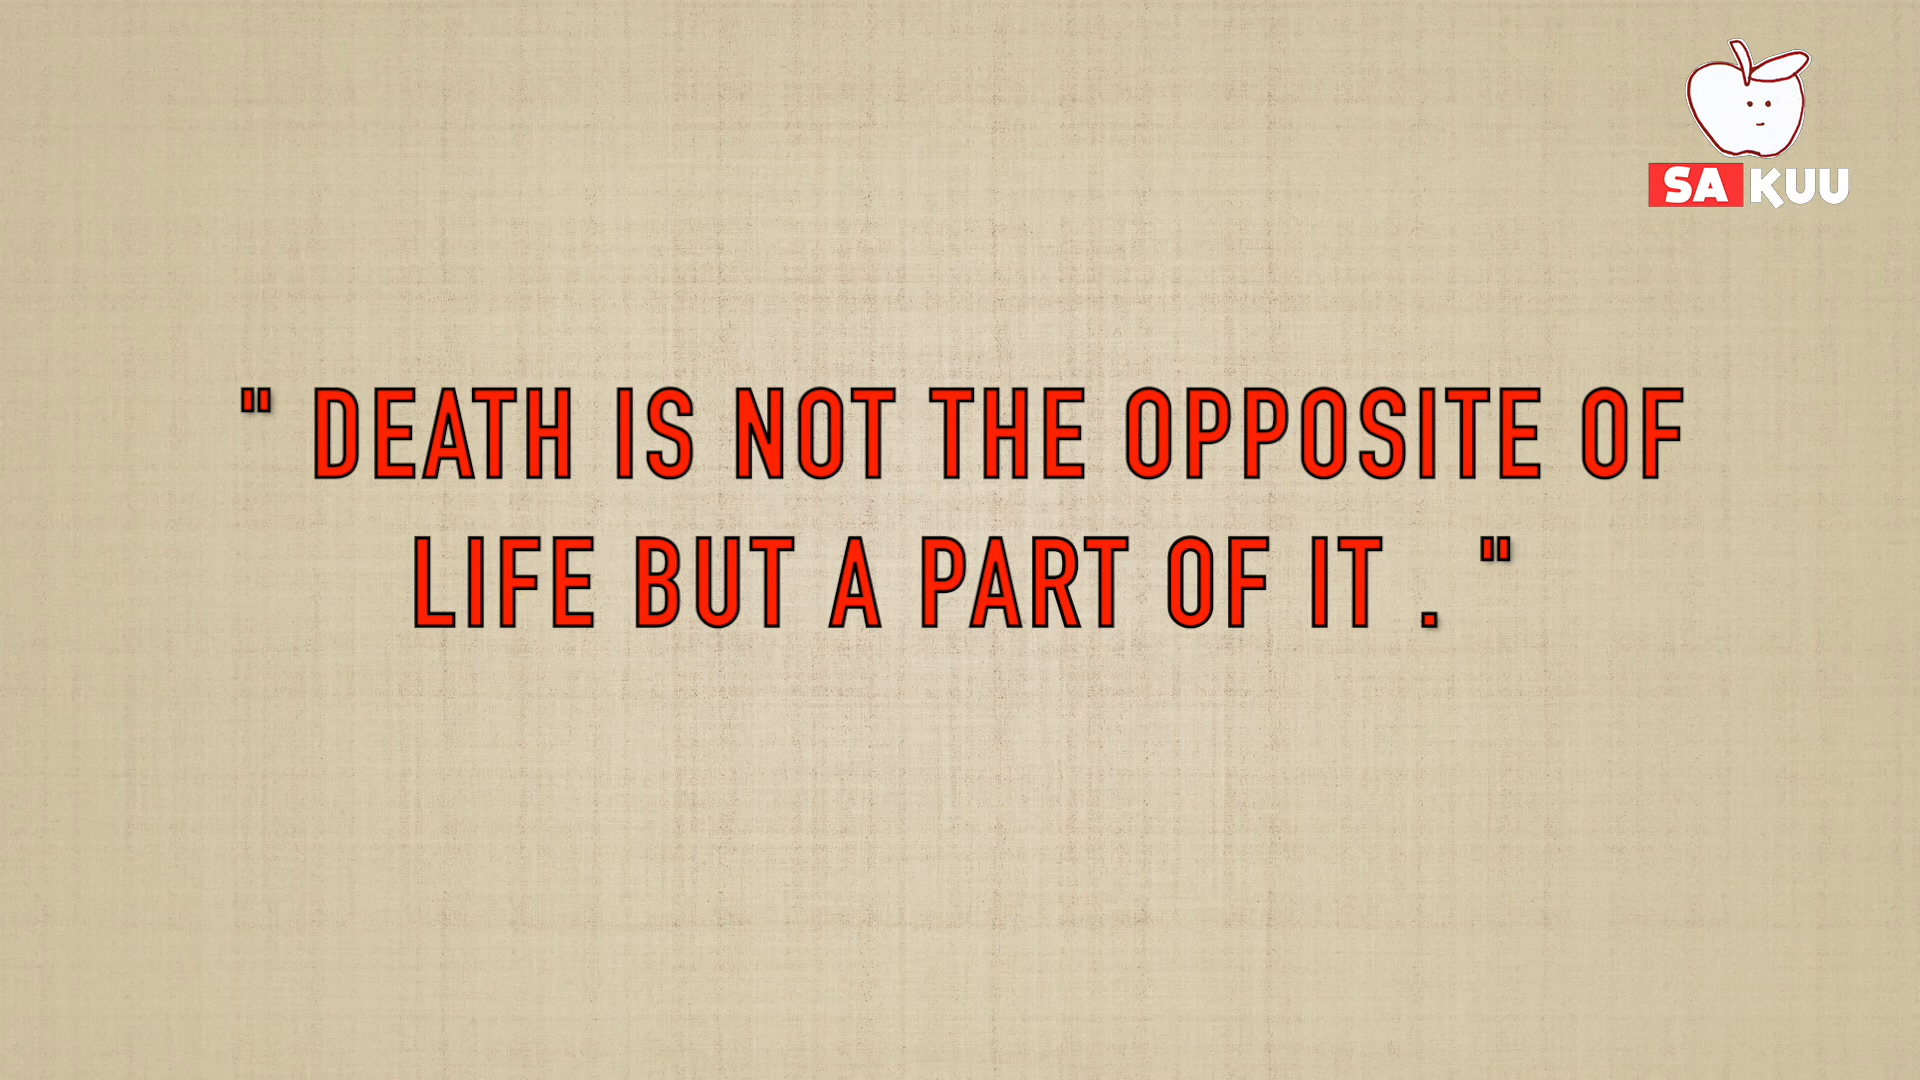 SA KUU
" DEATH IS NOT THE OPPOSITE OF
LIFE BUT A PART OF IT . "